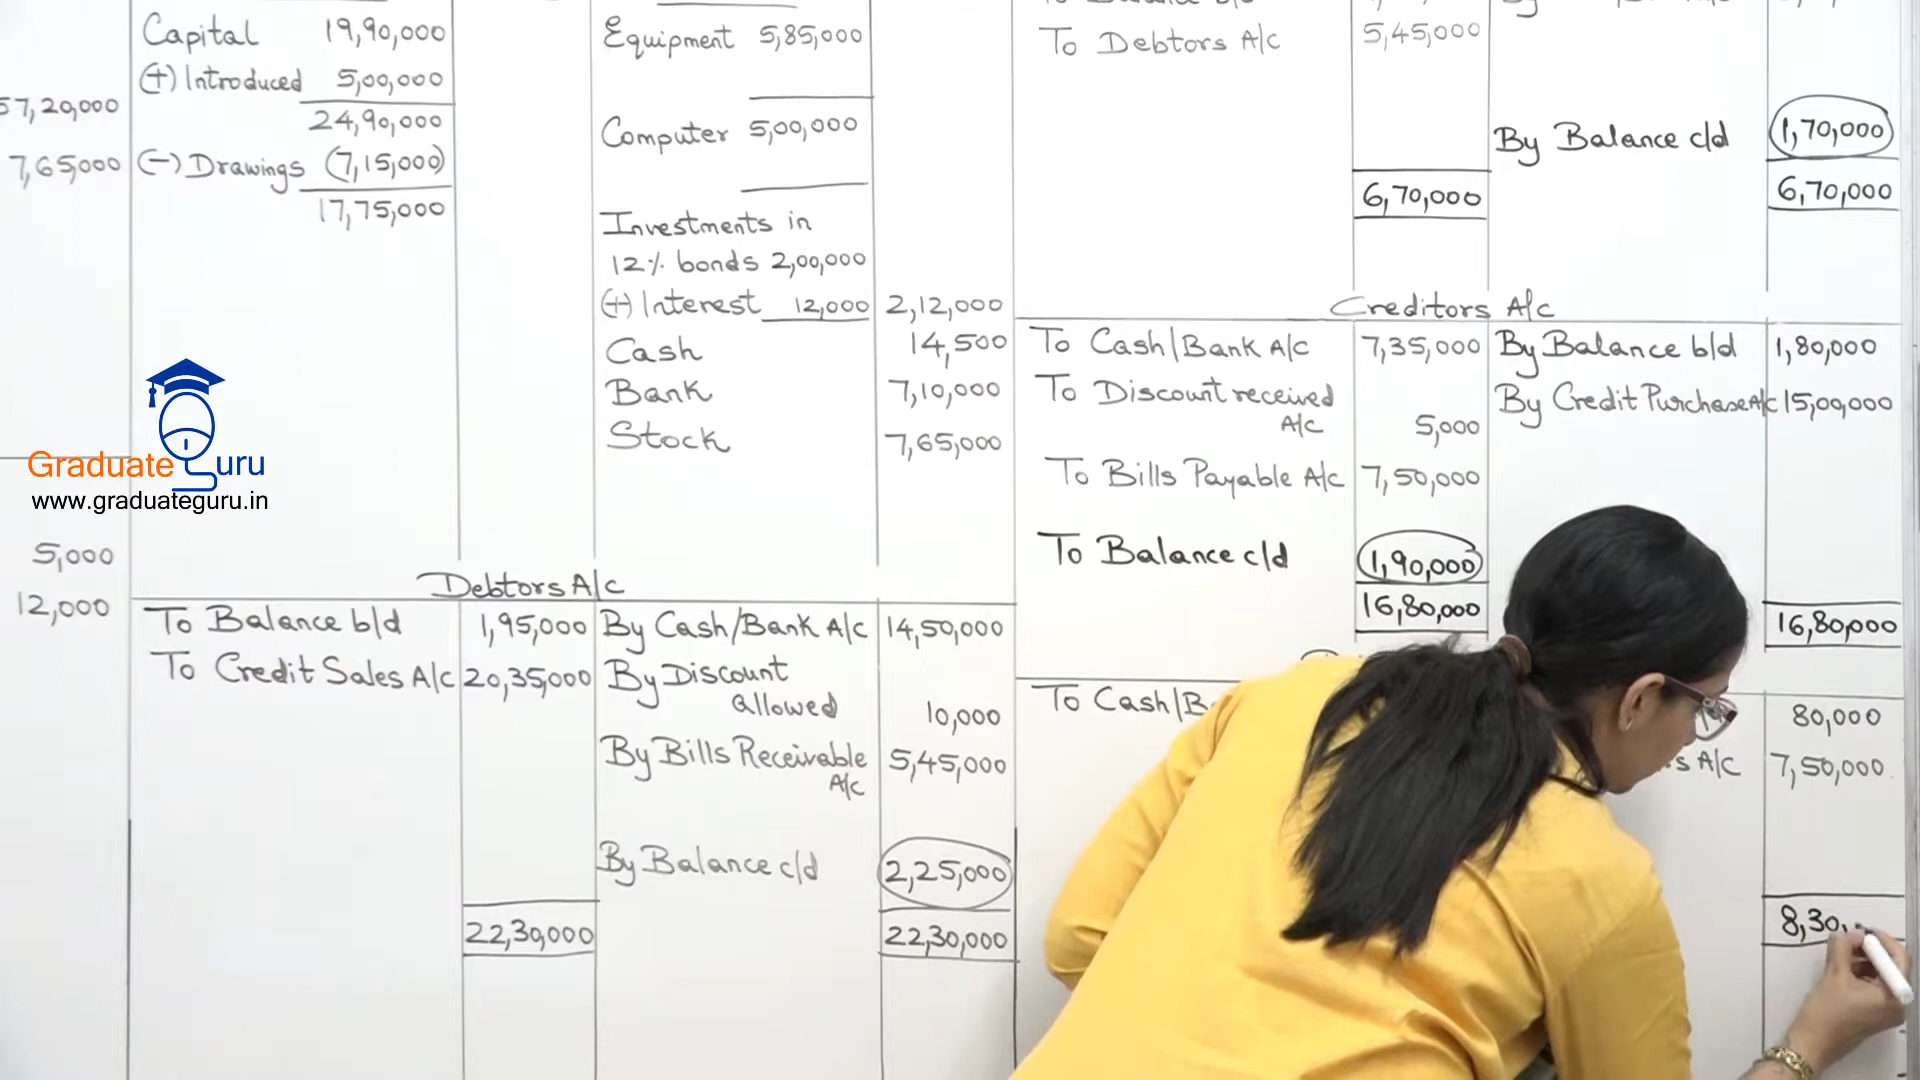 57,20,000
7,65,000
5,000
12,000
Capital 19,90,000
(+) Introduced 5,00,000
24,90,000
(-) Drawings (7,15,000)
17,75,000
Equipment 5,85,000
Computer 5,00,000
Investments in
12% bonds 2,00,000
(+) Interest 12,000 2,12,000
Cash 14,500
Bank 7,10,000
Stock 7,65,000
Graduate Guru
www.graduateguru.in
Debtors A/c
To Balance b/d 1,95,000 By Cash/Bank A/c 14,50,000
To Credit Sales A/c 20,35,000 By Discount
allowed 10,000
By Bills Receivable 5,45,000
A/c
By Balance c/d 2,25,000
22,30,000 22,30,000
To Debtors A/c 5,45,000
By Balance c/d 1,70,000
6,70,000 6,70,000
Creditors A/c
To Cash/Bank A/c 7,35,000 By Balance b/d 1,80,000
To Discount received By Credit Purchase A/c 15,00,000
A/c 5,000
To Bills Payable A/c 7,50,000
To Balance c/d 1,90,000
16,80,000 16,80,000
To Cash/B 80,000
A/c 7,50,000
8,30,